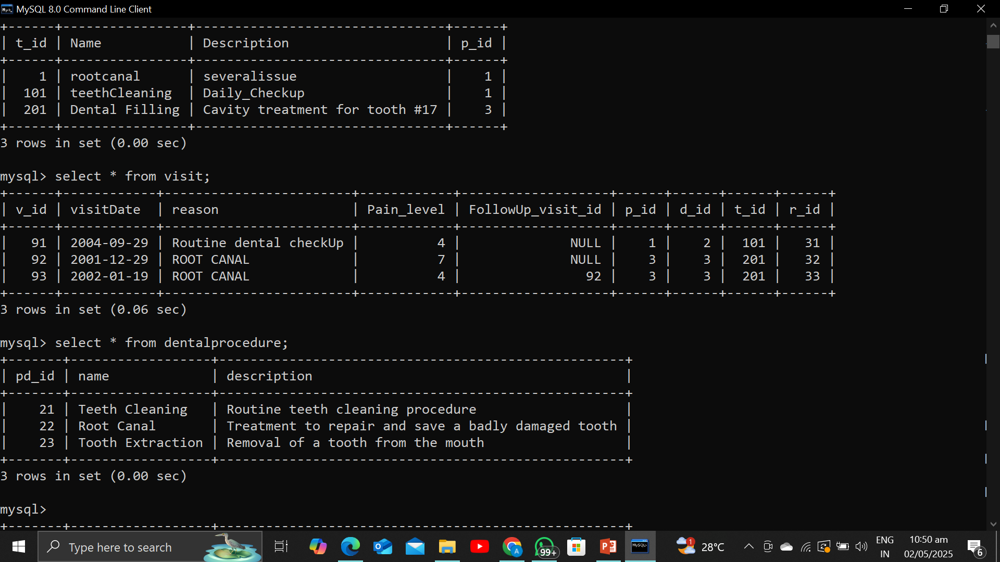 MySQL 8.0 Command Line Client
+------+----------------+--------------------------------+------+
| t_id | Name           | Description                    | p_id |
+------+----------------+--------------------------------+------+
|    1 | rootcanal      | severalissue                   |    1 |
|  101 | teethCleaning  | Daily_Checkup                  |    1 |
|  201 | Dental Filling | Cavity treatment for tooth #17 |    3 |
+------+----------------+--------------------------------+------+
3 rows in set (0.00 sec)
mysql> select * from visit;
+------+------------+------------------------+------------+-------------------+------+------+------+------+
| v_id | visitDate  | reason                 | Pain_level | FollowUp_visit_id | p_id | d_id | t_id | r_id |
+------+------------+------------------------+------------+-------------------+------+------+------+------+
|   91 | 2004-09-29 | Routine dental checkUp |          4 |              NULL |    1 |    2 |  101 |   31 |
|   92 | 2001-12-29 | ROOT CANAL             |          7 |              NULL |    3 |    3 |  201 |   32 |
|   93 | 2002-01-19 | ROOT CANAL             |          4 |                92 |    3 |    3 |  201 |   33 |
+------+------------+------------------------+------------+-------------------+------+------+------+------+
3 rows in set (0.06 sec)
mysql> select * from dentalprocedure;
+-------+------------------+----------------------------------------------------+
| pd_id | name             | description                                        |
+-------+------------------+----------------------------------------------------+
|    21 | Teeth Cleaning   | Routine teeth cleaning procedure                   |
|    22 | Root Canal       | Treatment to repair and save a badly damaged tooth |
|    23 | Tooth Extraction | Removal of a tooth from the mouth                  |
+-------+------------------+----------------------------------------------------+
3 rows in set (0.00 sec)
mysql>
+-------+------------------+----------------------------------------------------+
Type here to search
99+
A
P
MySQL
1
28°C
ENG
IN
10:50 am
02/05/2025
6